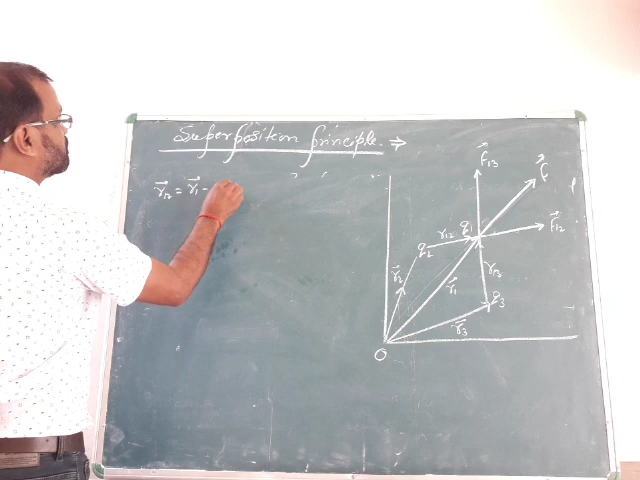 Superposition principle. →
r⃗₁₂ = r⃗₁ -
F⃗₁₃
F⃗
F⃗₁₂
r₁₂ q₁
q₂
r⃗₂
r⃗₁
r₁₃
q₃
r⃗₃
O